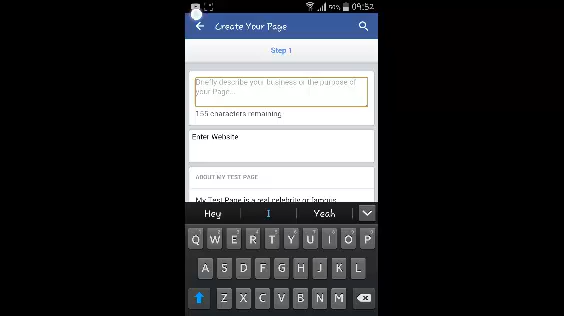 50% 09:52
Create Your Page
Step 1
Briefly describe your business or the purpose of
your Page...
155 characters remaining
Enter Website
ABOUT MY TEST PAGE
My Test Page is a real celebrity or famous
Hey I Yeah
Q W E R T Y U I O P
A S D F G H J K L
Z X C V B N M